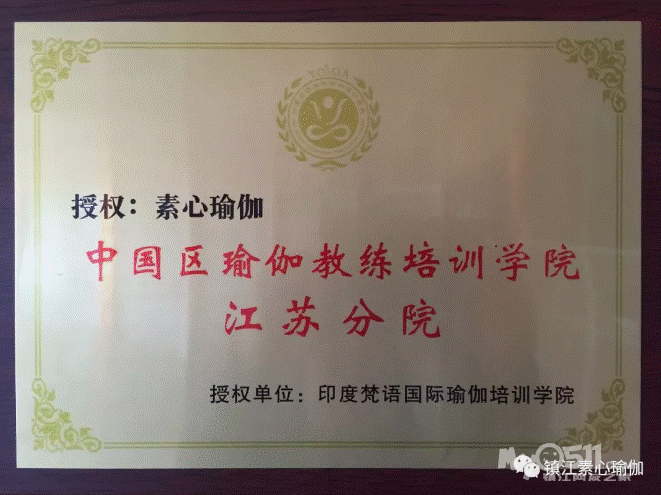 授权：素心瑜伽
中国区瑜伽教练培训学院
江苏分院
授权单位：印度梵语国际瑜伽培训学院
镇江素心瑜伽